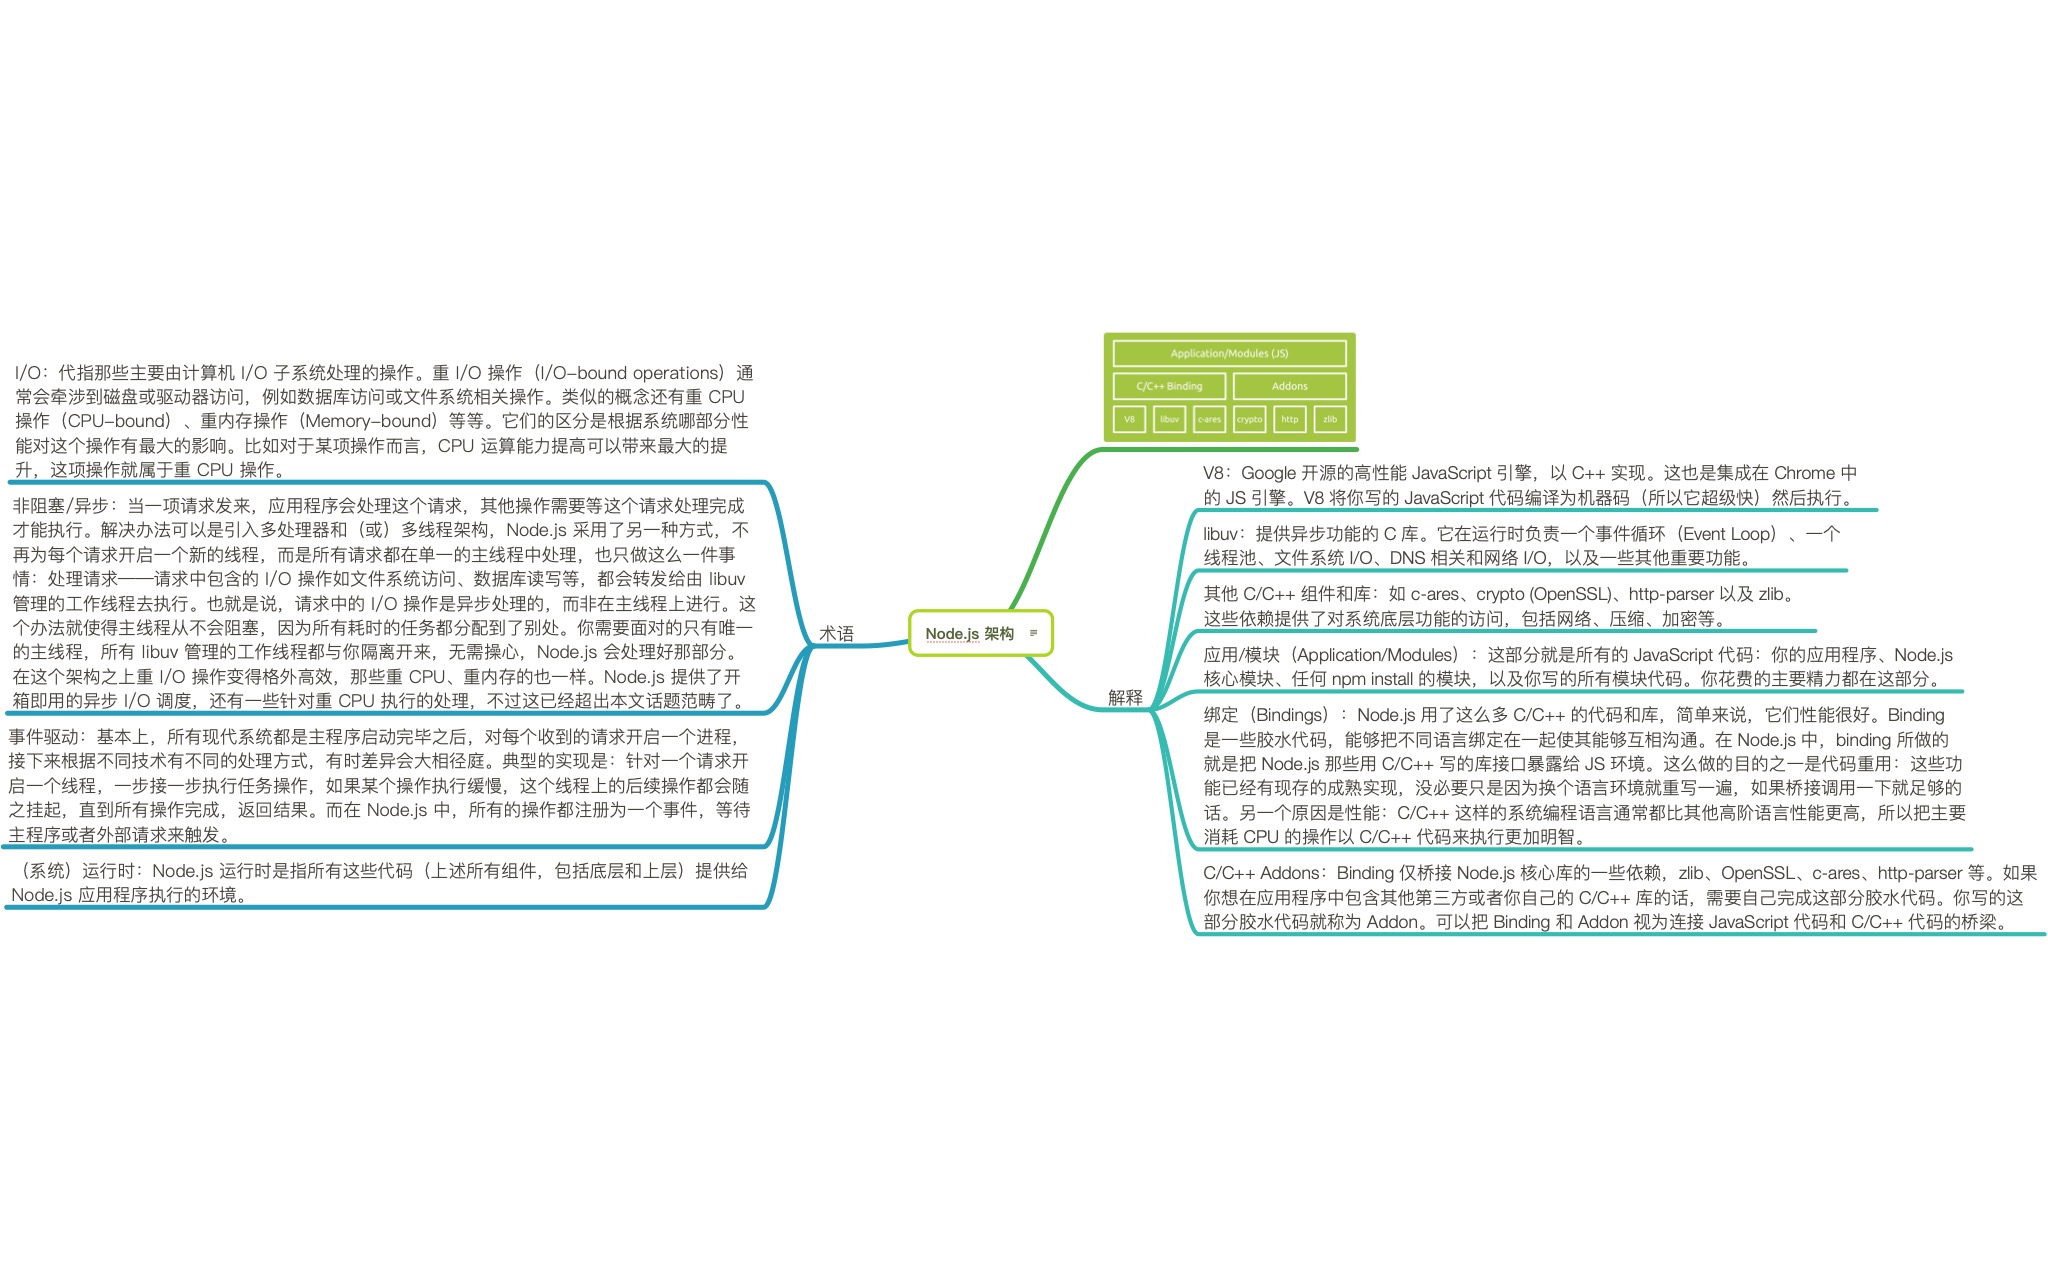 Node.js 架构
Application/Modules (JS)
C/C++ Binding
Addons
V8
libuv
c-ares
crypto
http
zlib
解释
V8：Google 开源的高性能 JavaScript 引擎，以 C++ 实现。这也是集成在 Chrome 中
的 JS 引擎。V8 将你写的 JavaScript 代码编译为机器码（所以它超级快）然后执行。
libuv：提供异步功能的 C 库。它在运行时负责一个事件循环（Event Loop）、一个
线程池、文件系统 I/O、DNS 相关和网络 I/O，以及一些其他重要功能。
其他 C/C++ 组件和库：如 c-ares、crypto (OpenSSL)、http-parser 以及 zlib。
这些依赖提供了对系统底层功能的访问，包括网络、压缩、加密等。
应用/模块（Application/Modules）：这部分就是所有的 JavaScript 代码：你的应用程序、Node.js
核心模块、任何 npm install 的模块，以及你写的所有模块代码。你花费的主要精力都在这部分。
绑定（Bindings）：Node.js 用了这么多 C/C++ 的代码和库，简单来说，它们性能很好。Binding
是一些胶水代码，能够把不同语言绑定在一起使其能够互相沟通。在 Node.js 中，binding 所做的
就是把 Node.js 那些用 C/C++ 写的库接口暴露给 JS 环境。这么做的目的之一是代码重用：这些功
能已经有现存的成熟实现，没必要只是因为换个语言环境就重写一遍，如果桥接调用一下就足够的
话。另一个原因是性能：C/C++ 这样的系统编程语言通常都比其他高阶语言性能更高，所以把主要
消耗 CPU 的操作以 C/C++ 代码来执行更加明智。
C/C++ Addons：Binding 仅桥接 Node.js 核心库的一些依赖，zlib、OpenSSL、c-ares、http-parser 等。如果
你想在应用程序中包含其他第三方或者你自己的 C/C++ 库的话，需要自己完成这部分胶水代码。你写的这
部分胶水代码就称为 Addon。可以把 Binding 和 Addon 视为连接 JavaScript 代码和 C/C++ 代码的桥梁。
术语
I/O：代指那些主要由计算机 I/O 子系统处理的操作。重 I/O 操作（I/O-bound operations）通
常会牵涉到磁盘或驱动器访问，例如数据库访问或文件系统相关操作。类似的概念还有重 CPU
操作（CPU-bound）、重内存操作（Memory-bound）等等。它们的区分是根据系统哪部分性
能对这个操作有最大的影响。比如对于某项操作而言，CPU 运算能力提高可以带来最大的提
升，这项操作就属于重 CPU 操作。
非阻塞/异步：当一项请求发来，应用程序会处理这个请求，其他操作需要等这个请求处理完成
才能执行。解决办法可以是引入多处理器和（或）多线程架构，Node.js 采用了另一种方式，不
再为每个请求开启一个新的线程，而是所有请求都在单一的主线程中处理，也只做这么一件事
情：处理请求——请求中包含的 I/O 操作如文件系统访问、数据库读写等，都会转发给由 libuv
管理的工作线程去执行。也就是说，请求中的 I/O 操作是异步处理的，而非在主线程上进行。这
个办法就使得主线程从不会阻塞，因为所有耗时的任务都分配到了别处。你需要面对的只有唯一
的主线程，所有 libuv 管理的工作线程都与你隔离开来，无需操心，Node.js 会处理好那部分。
在这个架构之上重 I/O 操作变得格外高效，那些重 CPU、重内存的也一样。Node.js 提供了开
箱即用的异步 I/O 调度，还有一些针对重 CPU 执行的处理，不过这已经超出本文话题范畴了。
事件驱动：基本上，所有现代系统都是主程序启动完毕之后，对每个收到的请求开启一个进程，
接下来根据不同技术有不同的处理方式，有时差异会大相径庭。典型的实现是：针对一个请求开
启一个线程，一步接一步执行任务操作，如果某个操作执行缓慢，这个线程上的后续操作都会随
之挂起，直到所有操作完成，返回结果。而在 Node.js 中，所有的操作都注册为一个事件，等待
主程序或者外部请求来触发。
（系统）运行时：Node.js 运行时是指所有这些代码（上述所有组件，包括底层和上层）提供给
Node.js 应用程序执行的环境。